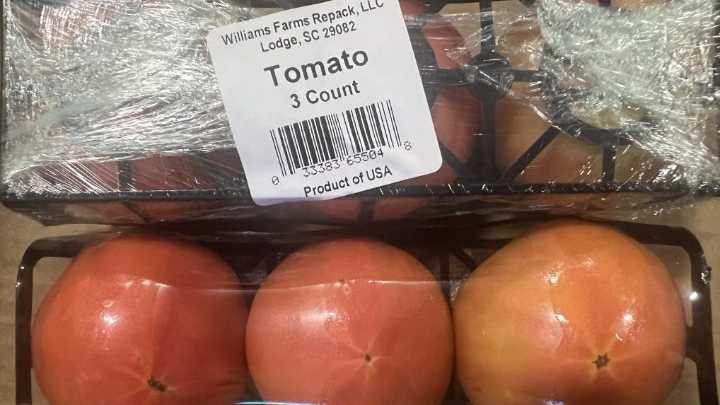 Williams Farms Repack, LLC
Lodge, SC 29082
Tomato
3 Count
0 33383 65504 8
Product of USA